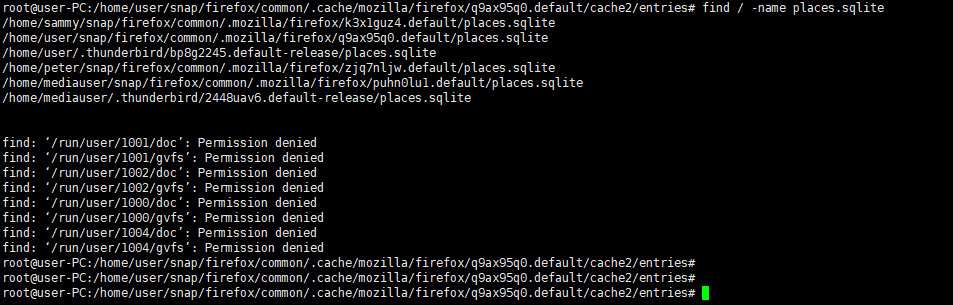 root@user-PC:/home/user/snap/firefox/common/.cache/mozilla/firefox/q9ax95q0.default/cache2/entries# find / -name places.sqlite
/home/sammy/snap/firefox/common/.mozilla/firefox/k3x1guz4.default/places.sqlite
/home/user/snap/firefox/common/.mozilla/firefox/q9ax95q0.default/places.sqlite
/home/user/.thunderbird/bp8g2245.default-release/places.sqlite
/home/peter/snap/firefox/common/.mozilla/firefox/zjq7nljw.default/places.sqlite
/home/mediauser/snap/firefox/common/.mozilla/firefox/puhn0lu1.default/places.sqlite
/home/mediauser/.thunderbird/2448uav6.default-release/places.sqlite
find: ‘/run/user/1001/doc’: Permission denied
find: ‘/run/user/1001/gvfs’: Permission denied
find: ‘/run/user/1002/doc’: Permission denied
find: ‘/run/user/1002/gvfs’: Permission denied
find: ‘/run/user/1000/doc’: Permission denied
find: ‘/run/user/1000/gvfs’: Permission denied
find: ‘/run/user/1004/doc’: Permission denied
find: ‘/run/user/1004/gvfs’: Permission denied
root@user-PC:/home/user/snap/firefox/common/.cache/mozilla/firefox/q9ax95q0.default/cache2/entries#
root@user-PC:/home/user/snap/firefox/common/.cache/mozilla/firefox/q9ax95q0.default/cache2/entries#
root@user-PC:/home/user/snap/firefox/common/.cache/mozilla/firefox/q9ax95q0.default/cache2/entries#